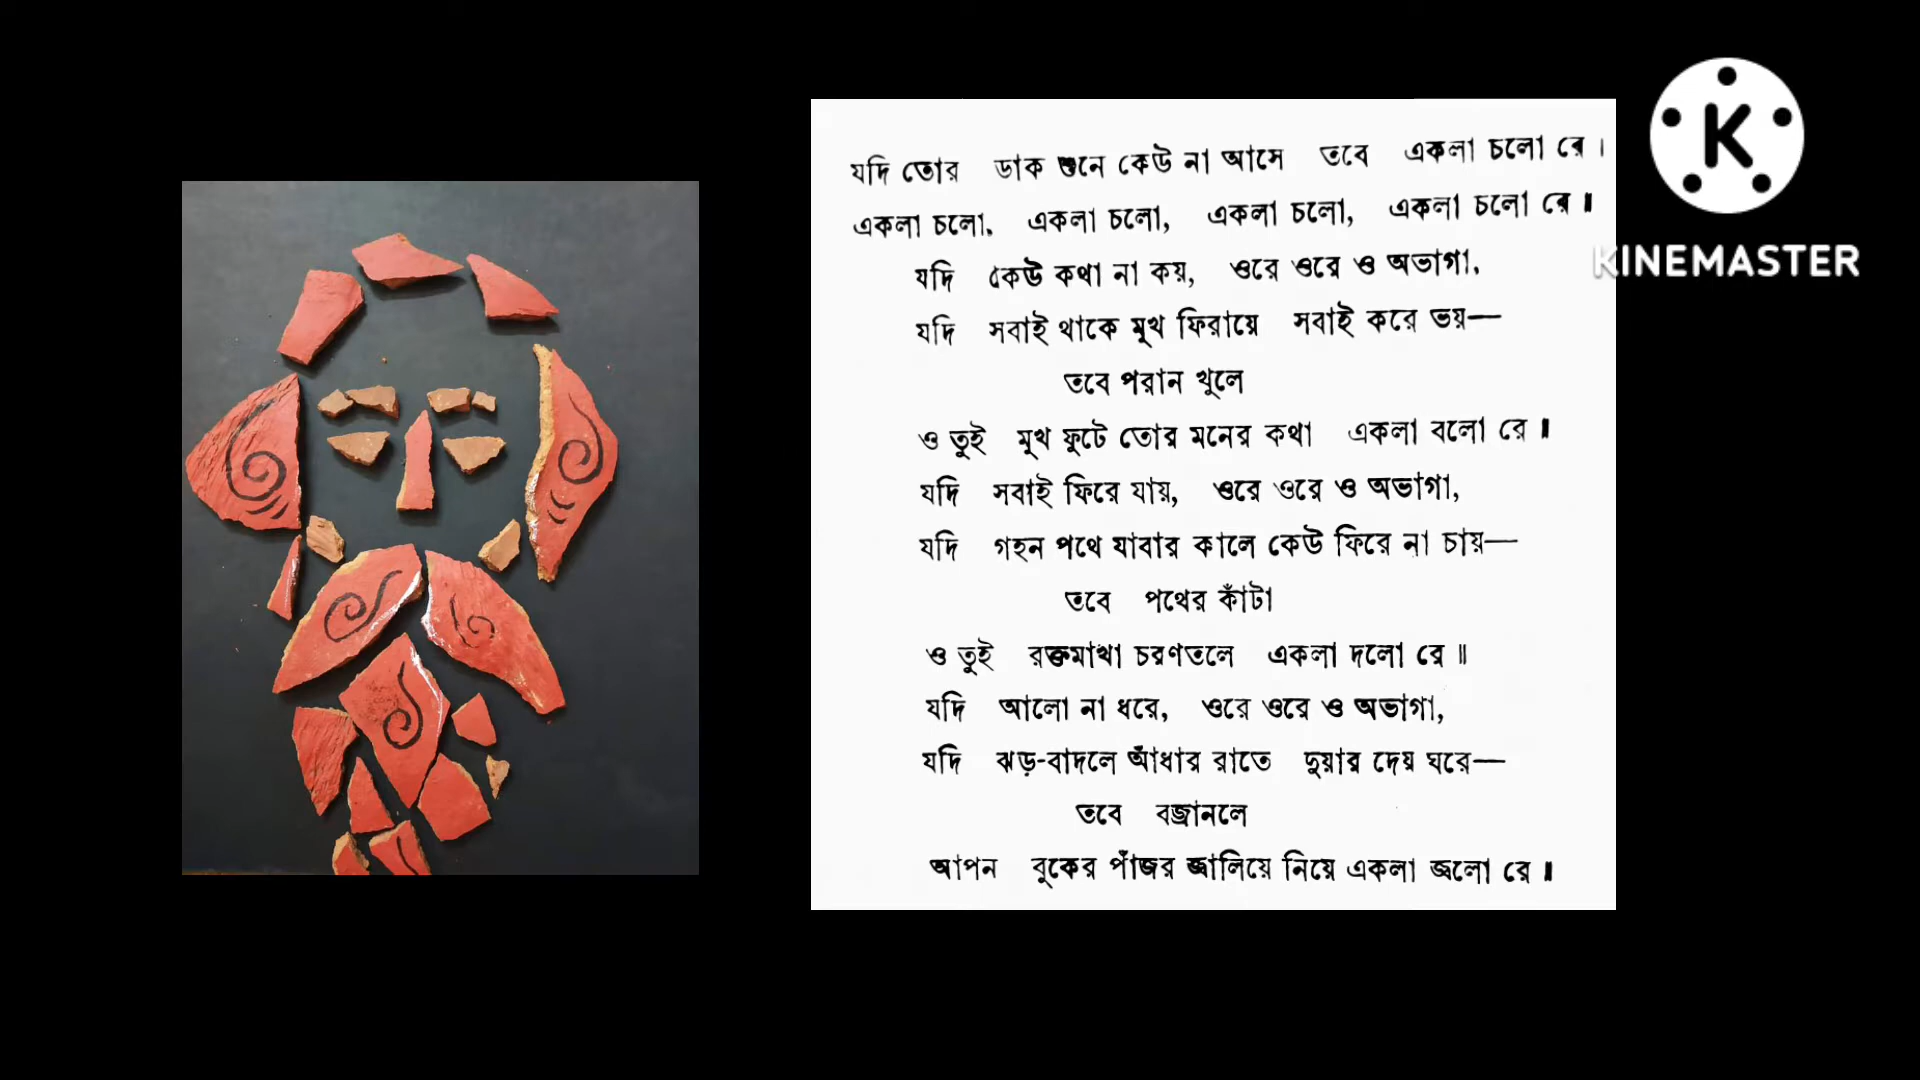 যদি তোর ডাক শুনে কেউ না আসে তবে একলা চলো রে।
একলা চলো, একলা চলো, একলা চলো, একলা চলো রে॥
যদি কেউ কথা না কয়, ওরে ওরে ও অভাগা,
যদি সবাই থাকে মুখ ফিরায়ে সবাই করে ভয়—
তবে পরান খুলে
ও তুই মুখ ফুটে তোর মনের কথা একলা বলো রে॥
যদি সবাই ফিরে যায়, ওরে ওরে ও অভাগা,
যদি গহন পথে যাবার কালে কেউ ফিরে না চায়—
তবে পথের কাঁটা
ও তুই রক্তমাখা চরণতলে একলা দলো রে॥
যদি আলো না ধরে, ওরে ওরে ও অভাগা,
যদি ঝড়-বাদলে আঁধার রাতে দুয়ার দেয় ঘরে—
তবে বজ্রানলে
আপন বুকের পাঁজর জ্বালিয়ে নিয়ে একলা জ্বলো রে॥
K
KINEMASTER